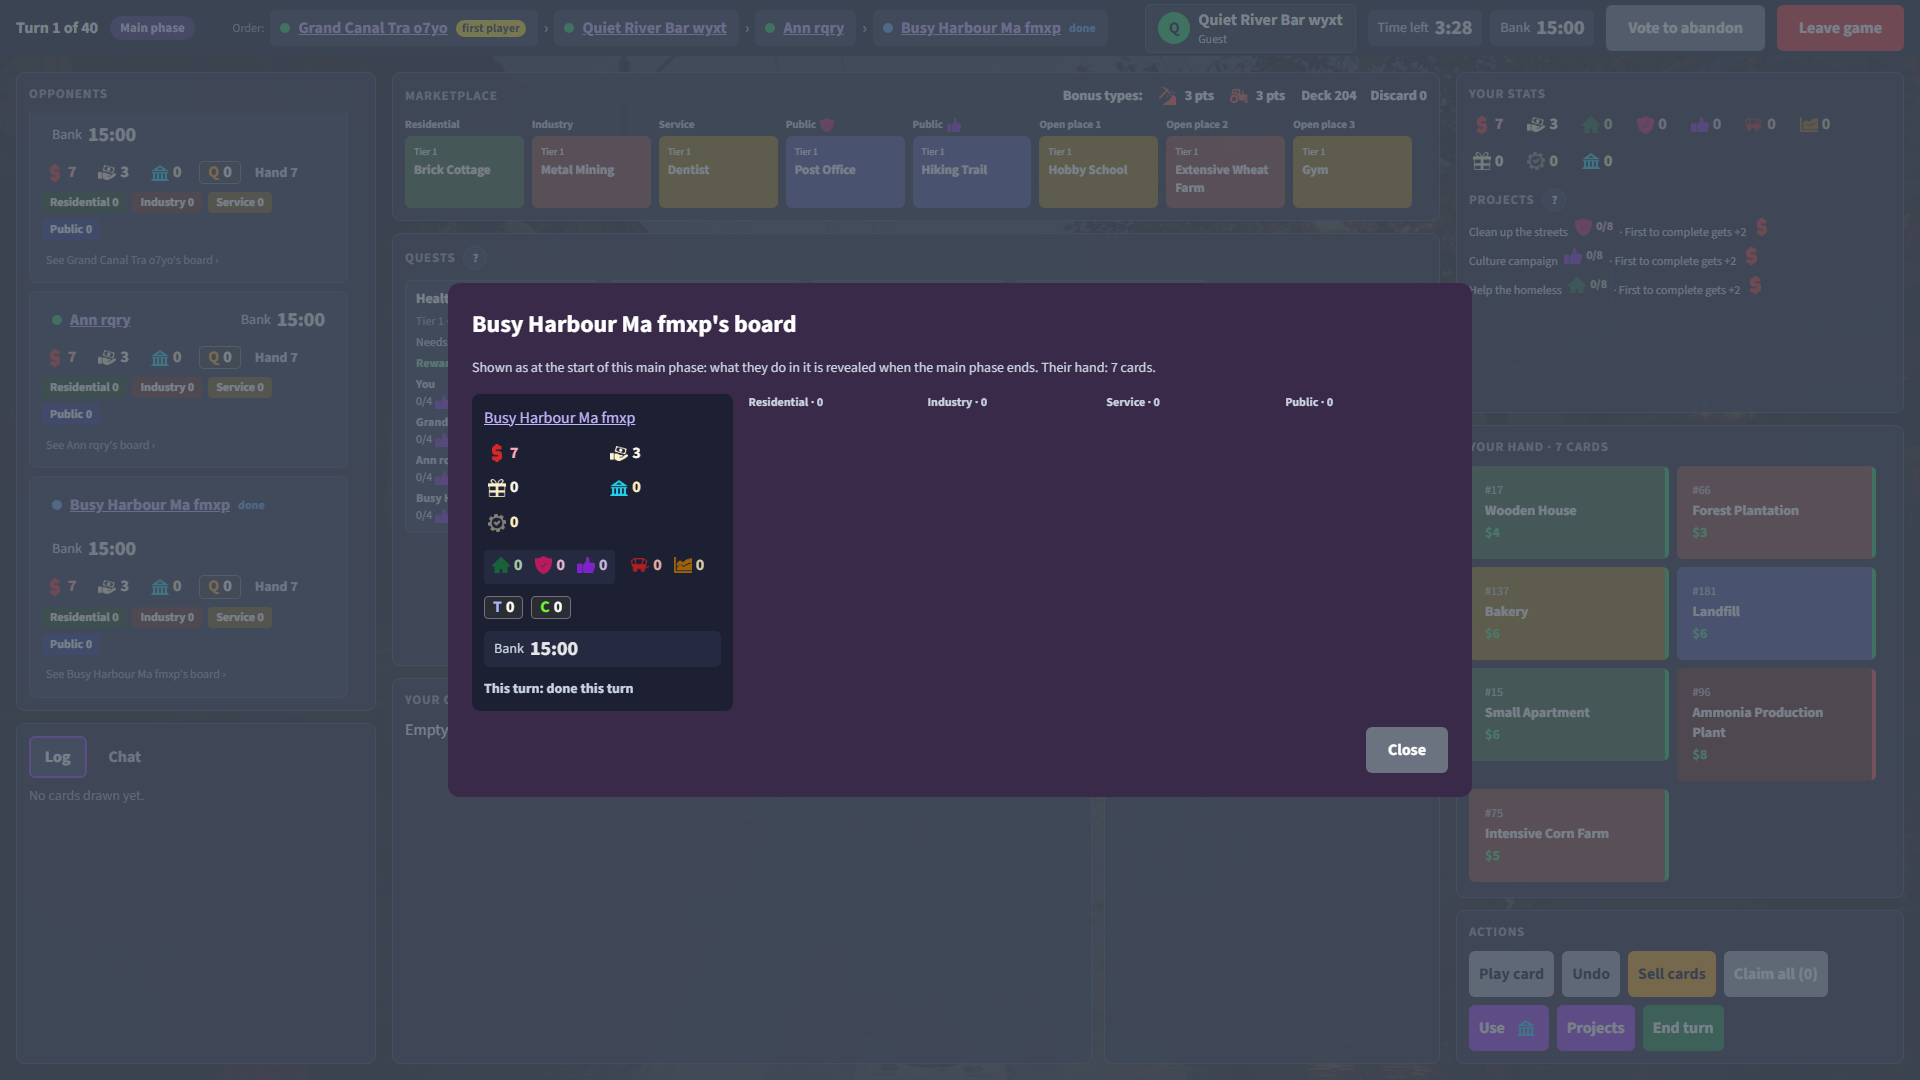 Turn 1 of 40
Main phase
Order:
Grand Canal Tra o7yo
first player
›
Quiet River Bar wyxt
›
Ann rqry
›
Busy Harbour Ma fmxp
done
Q
Quiet River Bar wyxt
Guest
Time left 3:28
Bank 15:00
Vote to abandon
Leave game
OPPONENTS
Bank 15:00
7 3 0 Q 0 Hand 7
Residential 0 Industry 0 Service 0
Public 0
See Grand Canal Tra o7yo's board ›
Ann rqry
Bank 15:00
7 3 0 Q 0 Hand 7
Residential 0 Industry 0 Service 0
Public 0
See Ann rqry's board ›
Busy Harbour Ma fmxp done
Bank 15:00
7 3 0 Q 0 Hand 7
Residential 0 Industry 0 Service 0
Public 0
See Busy Harbour Ma fmxp's board ›
Log
Chat
No cards drawn yet.
MARKETPLACE
Bonus types: 3 pts 3 pts Deck 204 Discard 0
Residential
Tier 1
Brick Cottage
Industry
Tier 1
Metal Mining
Service
Tier 1
Dentist
Public
Tier 1
Post Office
Public
Tier 1
Hiking Trail
Open place 1
Tier 1
Hobby School
Open place 2
Tier 1
Extensive Wheat
Farm
Open place 3
Tier 1
Gym
QUESTS ?
Tier 1
Needs
You
0/4
0/4
0/4
0/4
Empty
Busy Harbour Ma fmxp's board
Shown as at the start of this main phase: what they do in it is revealed when the main phase ends. Their hand: 7 cards.
Busy Harbour Ma fmxp
7 3
0 0
0
0 0 0 0 0
T 0 C 0
Bank 15:00
This turn: done this turn
Residential · 0
Industry · 0
Service · 0
Public · 0
Close
YOUR STATS
7 3 0 0 0 0 0
0 0 0
PROJECTS ?
Clean up the streets 0/8 · First to complete gets +2
Culture campaign 0/8 · First to complete gets +2
Help the homeless 0/8 · First to complete gets +2
YOUR HAND · 7 CARDS
#17
Wooden House
$4
#66
Forest Plantation
$3
#137
Bakery
$6
#181
Landfill
$6
#15
Small Apartment
$6
#96
Ammonia Production
Plant
$8
#75
Intensive Corn Farm
$5
ACTIONS
Play card
Undo
Sell cards
Claim all (0)
Use
Projects
End turn